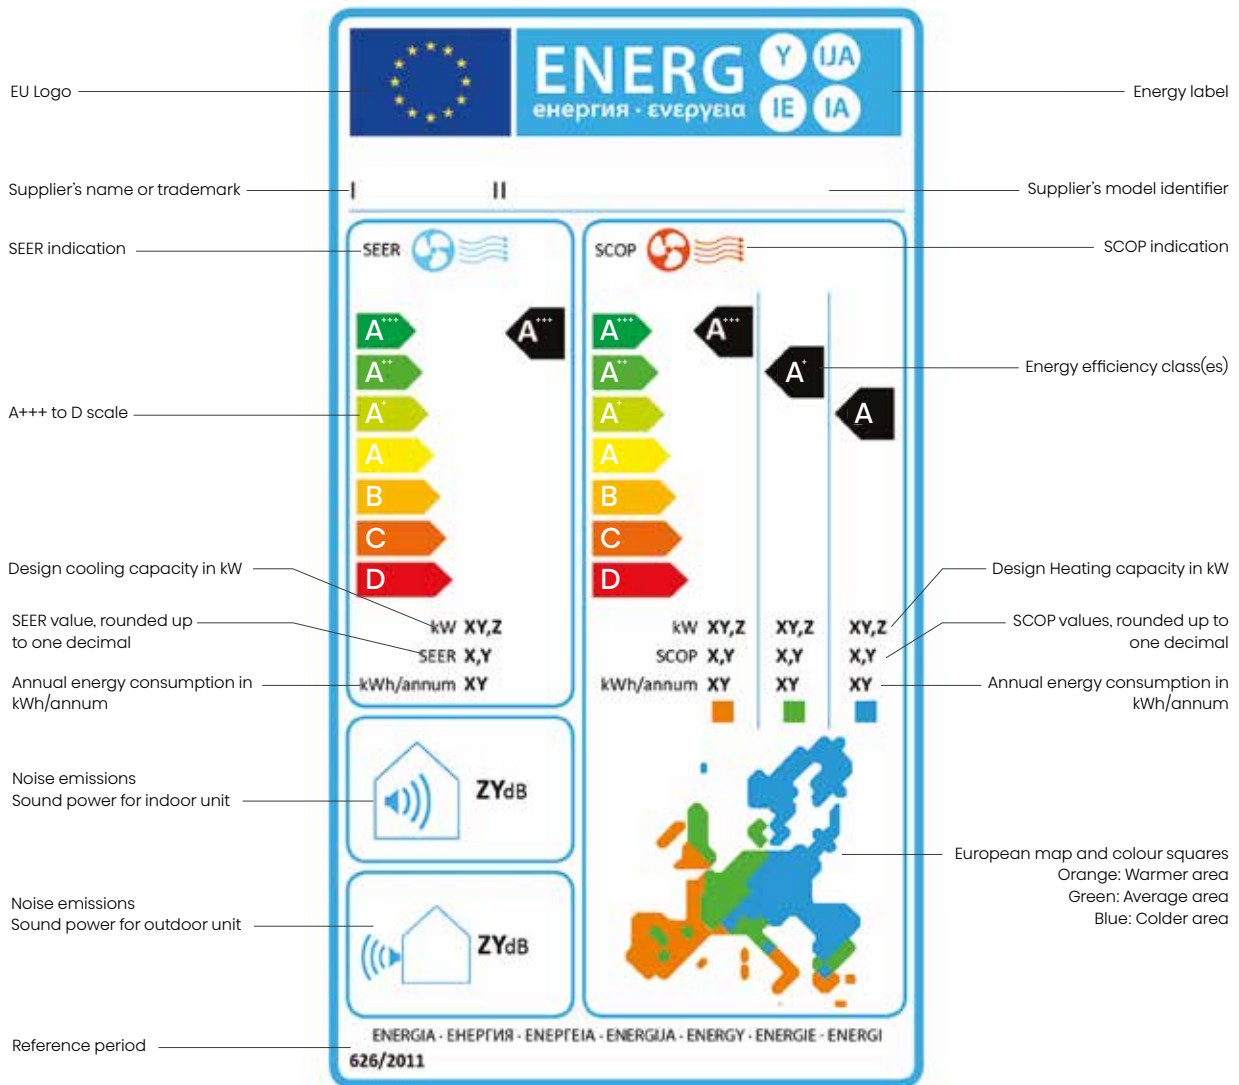 ENERG Y IJA
енергия · ενεργεια IE IA
EU Logo
Energy label
Supplier's name or trademark
I II
Supplier's model identifier
SEER indication
SEER
SCOP
SCOP indication
A+++ A+++ A+++ A+++
A++ A++ A+
Energy efficiency class(es)
A+++ to D scale
A+ A+ A
A A
B B
C C
D D
Design cooling capacity in kW
Design Heating capacity in kW
SEER value, rounded up
to one decimal
kW XY,Z
SEER X,Y
kWh/annum XY
kW XY,Z XY,Z XY,Z
SCOP X,Y X,Y X,Y
kWh/annum XY XY XY
SCOP values, rounded up to
one decimal
Annual energy consumption in
kWh/annum
Annual energy consumption in
kWh/annum
Noise emissions
Sound power for indoor unit
ZYdB
European map and colour squares
Orange: Warmer area
Green: Average area
Blue: Colder area
Noise emissions
Sound power for outdoor unit
ZYdB
ENERGIA · ЕНЕРГИЯ · ΕΝΕΡΓΕΙΑ · ENERGIJA · ENERGY · ENERGIE · ENERGI
Reference period
626/2011